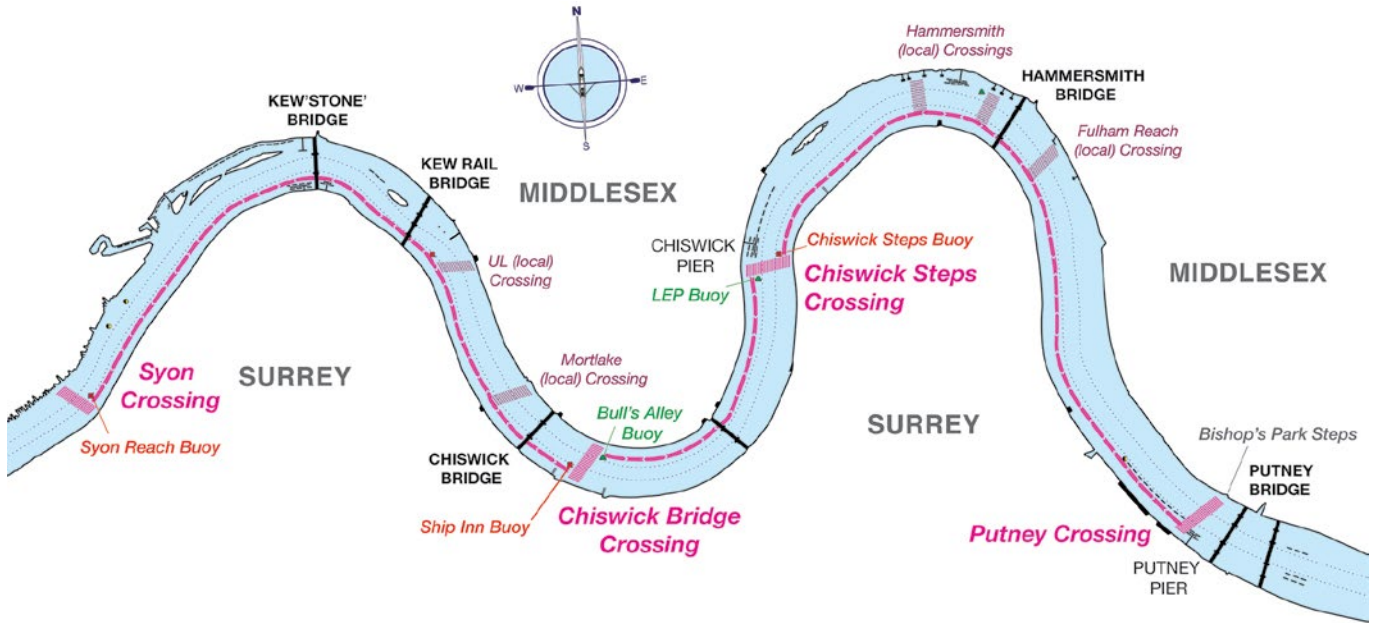 N
W
E
S
Hammersmith
(local) Crossings
HAMMERSMITH
BRIDGE
KEW'STONE'
BRIDGE
KEW RAIL
BRIDGE
Fulham Reach
(local) Crossing
MIDDLESEX
CHISWICK
PIER
Chiswick Steps Buoy
UL (local)
Crossing
LEP Buoy
Chiswick Steps
Crossing
MIDDLESEX
Syon
Crossing
SURREY
Mortlake
(local) Crossing
Bull's Alley
Buoy
SURREY
Syon Reach Buoy
CHISWICK
BRIDGE
Bishop's Park Steps
PUTNEY
BRIDGE
Ship Inn Buoy
Chiswick Bridge
Crossing
Putney Crossing
PUTNEY
PIER